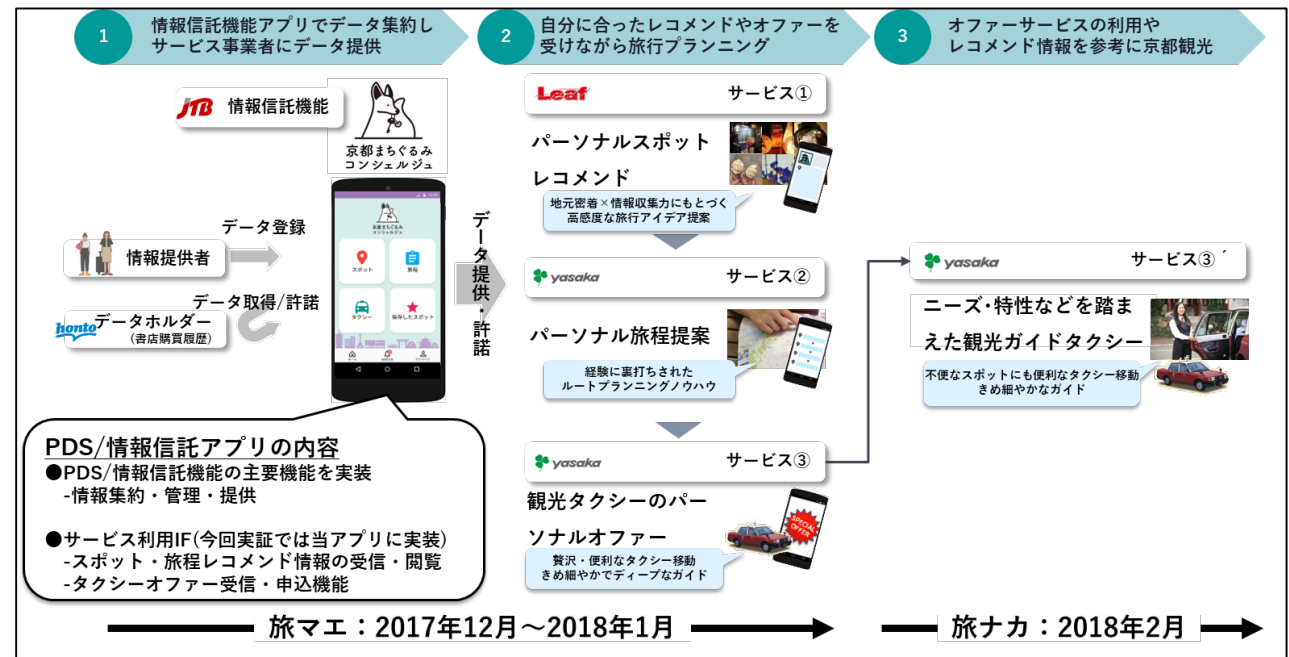 1
情報信託機能アプリでデータ集約し
サービス事業者にデータ提供
2
自分に合ったレコメンドやオファーを
受けながら旅行プランニング
3
オファーサービスの利用や
レコメンド情報を参考に京都観光
JTB 情報信託機能
京都まちぐるみ
コンシェルジュ
データ登録
情報提供者
データ取得/許諾
honto データホルダー
(書店購買履歴)
京都まちぐるみ
コンシェルジュ
スポット
旅程
タクシー
保存したスポット
ホーム
データ提供・許諾
PDS/情報信託アプリの内容
●PDS/情報信託機能の主要機能を実装
-情報集約・管理・提供
●サービス利用IF(今回実証では当アプリに実装)
-スポット・旅程レコメンド情報の受信・閲覧
-タクシーオファー受信・申込機能
Leaf サービス①
パーソナルスポット
レコメンド
地元密着×情報収集力にもとづく
高感度な旅行アイデア提案
yasaka サービス②
パーソナル旅程提案
経験に裏打ちされた
ルートプランニングノウハウ
yasaka サービス③
観光タクシーのパー
ソナルオファー
SPECIAL
OFFER
贅沢・便利なタクシー移動
きめ細やかでディープなガイド
yasaka サービス③´
ニーズ･特性などを踏ま
えた観光ガイドタクシー
不便なスポットにも便利なタクシー移動
きめ細やかなガイド
旅マエ：2017年12月～2018年1月
旅ナカ：2018年2月